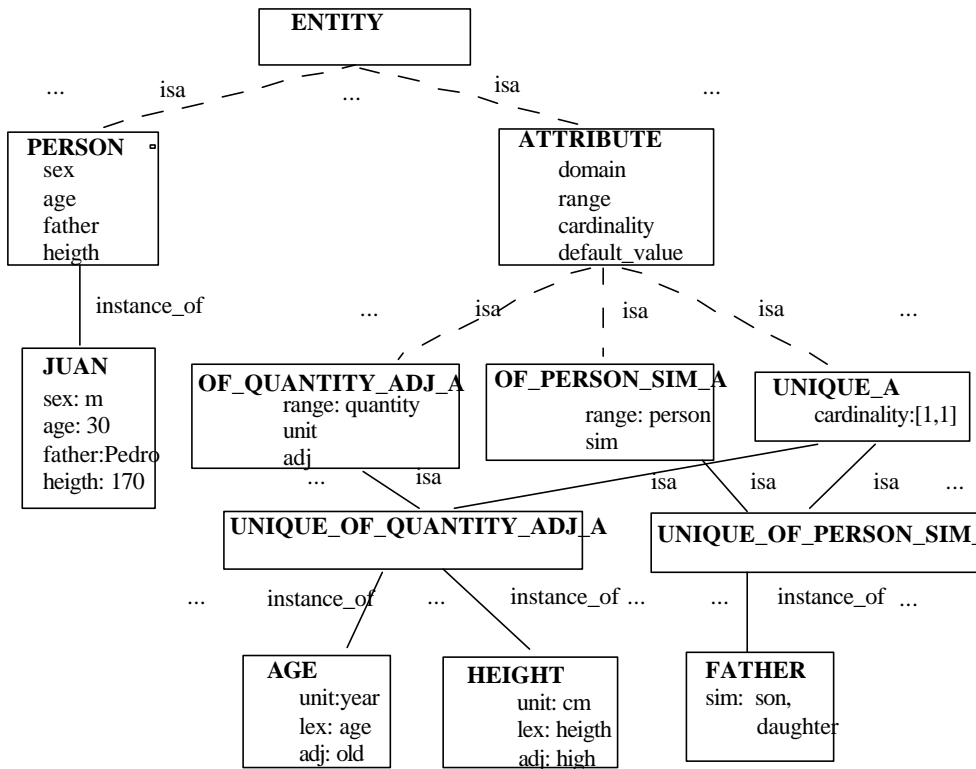 ENTITY
... isa ... isa ...
PERSON
sex
age
father
heigth
ATTRIBUTE
domain
range
cardinality
default_value
instance_of
... isa isa isa ...
JUAN
sex: m
age: 30
father:Pedro
heigth: 170
OF_QUANTITY_ADJ_A
range: quantity
unit
adj
OF_PERSON_SIM_A
range: person
sim
UNIQUE_A
cardinality:[1,1]
... isa isa isa isa ...
UNIQUE_OF_QUANTITY_ADJ_A
UNIQUE_OF_PERSON_SIM_
... instance_of ... instance_of ... ... instance_of ...
AGE
unit:year
lex: age
adj: old
HEIGHT
unit: cm
lex: heigth
adj: high
FATHER
sim: son,
daughter